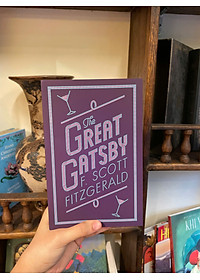 The
GREAT
GATSBY
F SCOTT
FITZGERALD